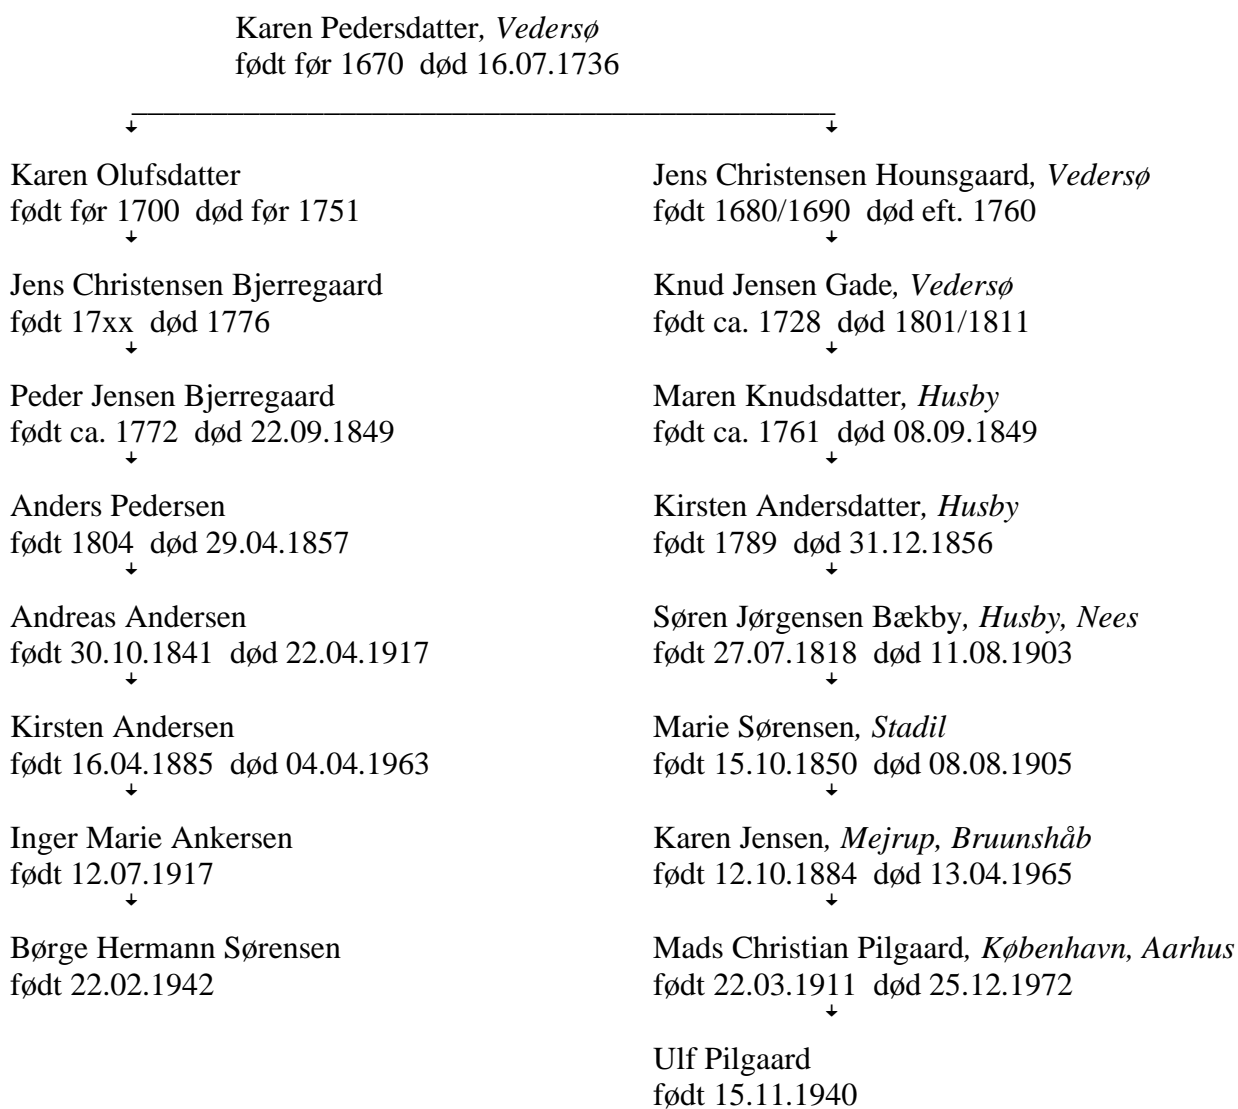 Karen Pedersdatter, Vedersø
født før 1670  død 16.07.1736
Karen Olufsdatter
født før 1700  død før 1751
Jens Christensen Hounsgaard, Vedersø
født 1680/1690  død eft. 1760
Jens Christensen Bjerregaard
født 17xx  død 1776
Knud Jensen Gade, Vedersø
født ca. 1728  død 1801/1811
Peder Jensen Bjerregaard
født ca. 1772  død 22.09.1849
Maren Knudsdatter, Husby
født ca. 1761  død 08.09.1849
Anders Pedersen
født 1804  død 29.04.1857
Kirsten Andersdatter, Husby
født 1789  død 31.12.1856
Andreas Andersen
født 30.10.1841  død 22.04.1917
Søren Jørgensen Bækby, Husby, Nees
født 27.07.1818  død 11.08.1903
Kirsten Andersen
født 16.04.1885  død 04.04.1963
Marie Sørensen, Stadil
født 15.10.1850  død 08.08.1905
Inger Marie Ankersen
født 12.07.1917
Karen Jensen, Mejrup, Bruunshåb
født 12.10.1884  død 13.04.1965
Børge Hermann Sørensen
født 22.02.1942
Mads Christian Pilgaard, København, Aarhus
født 22.03.1911  død 25.12.1972
Ulf Pilgaard
født 15.11.1940